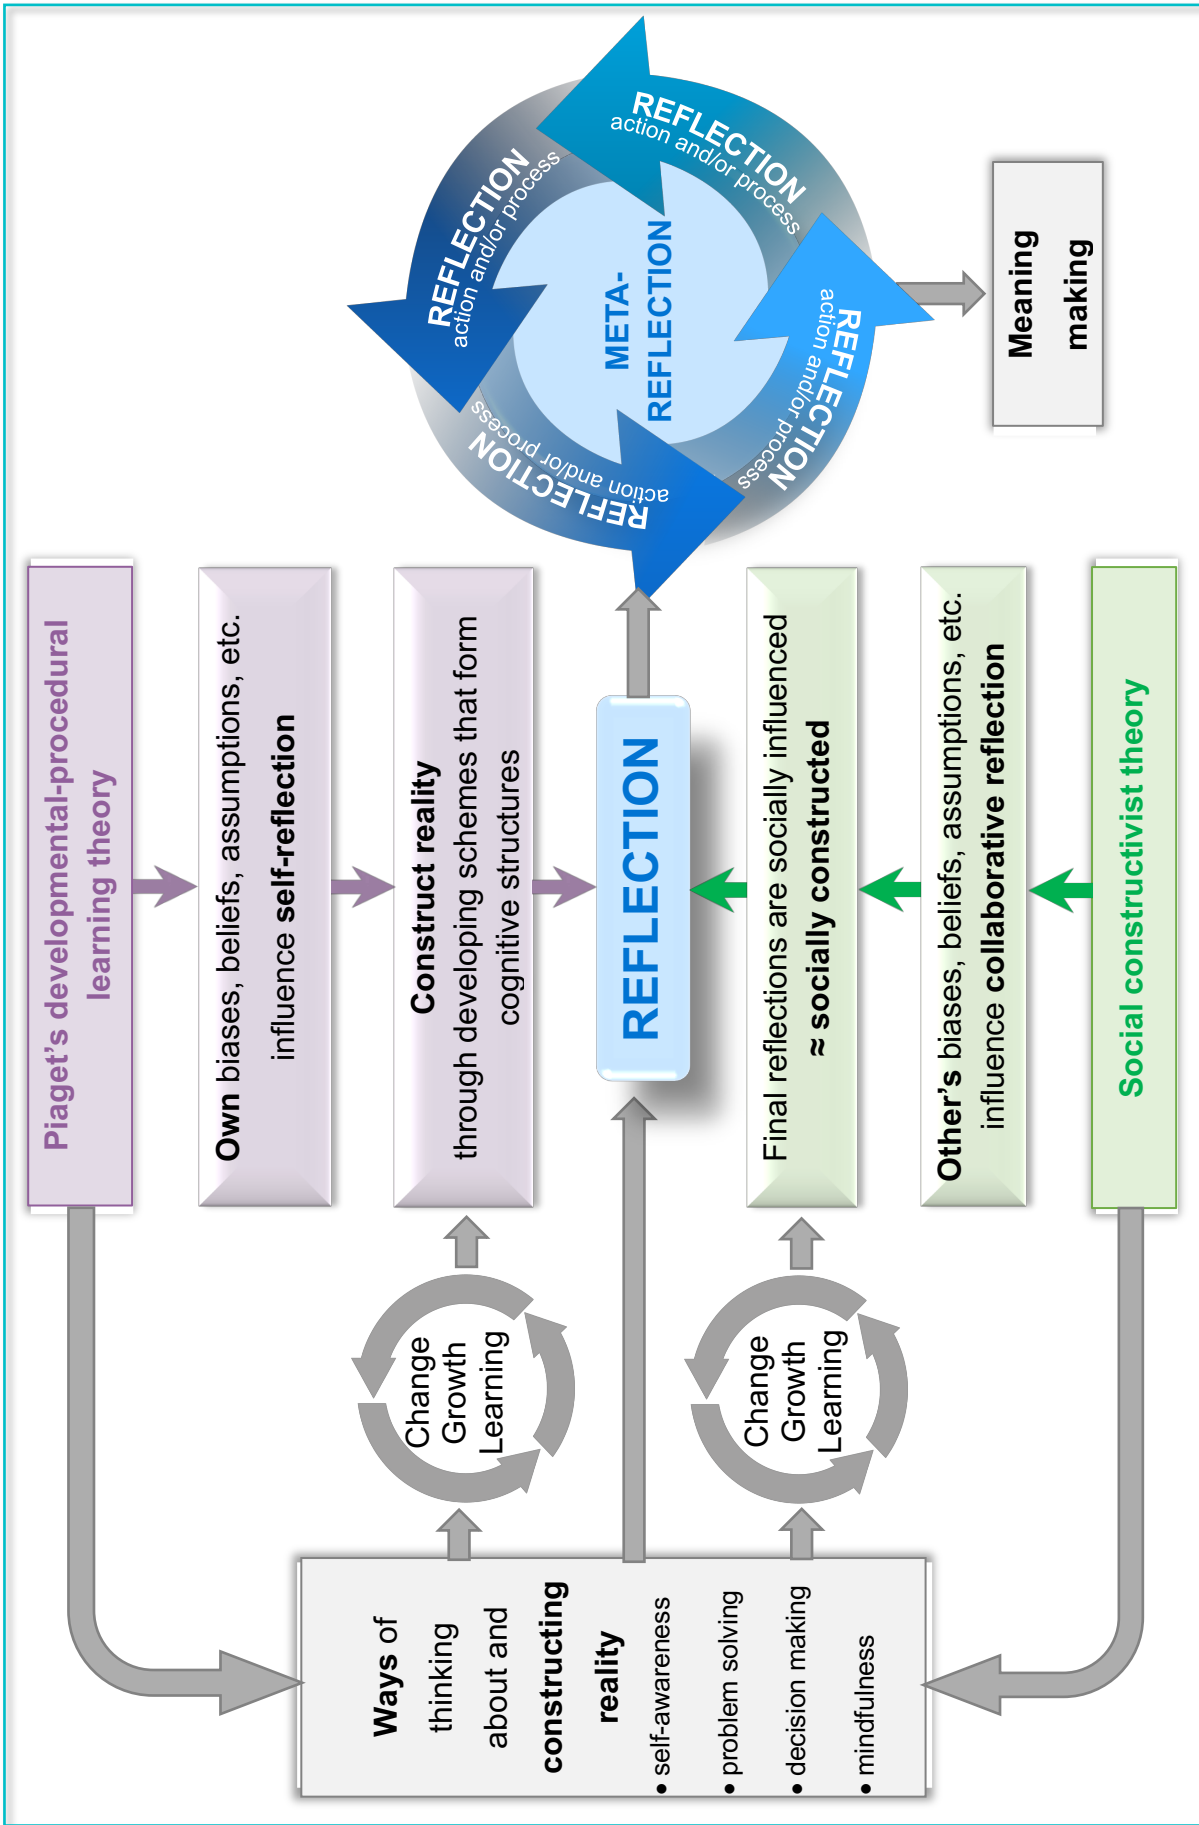 Piaget's developmental-procedural
learning theory
Own biases, beliefs, assumptions, etc.
influence self-reflection
Construct reality
through developing schemes that form
cognitive structures
REFLECTION
Final reflections are socially influenced
≈ socially constructed
Other's biases, beliefs, assumptions, etc.
influence collaborative reflection
Social constructivist theory
Ways of
thinking
about and
constructing
reality
• self-awareness
• problem solving
• decision making
• mindfulness
Change
Growth
Learning
Change
Growth
Learning
META-
REFLECTION
REFLECTION
action and/or process
REFLECTION
action and/or process
REFLECTION
action and/or process
REFLECTION
action and/or process
Meaning
making